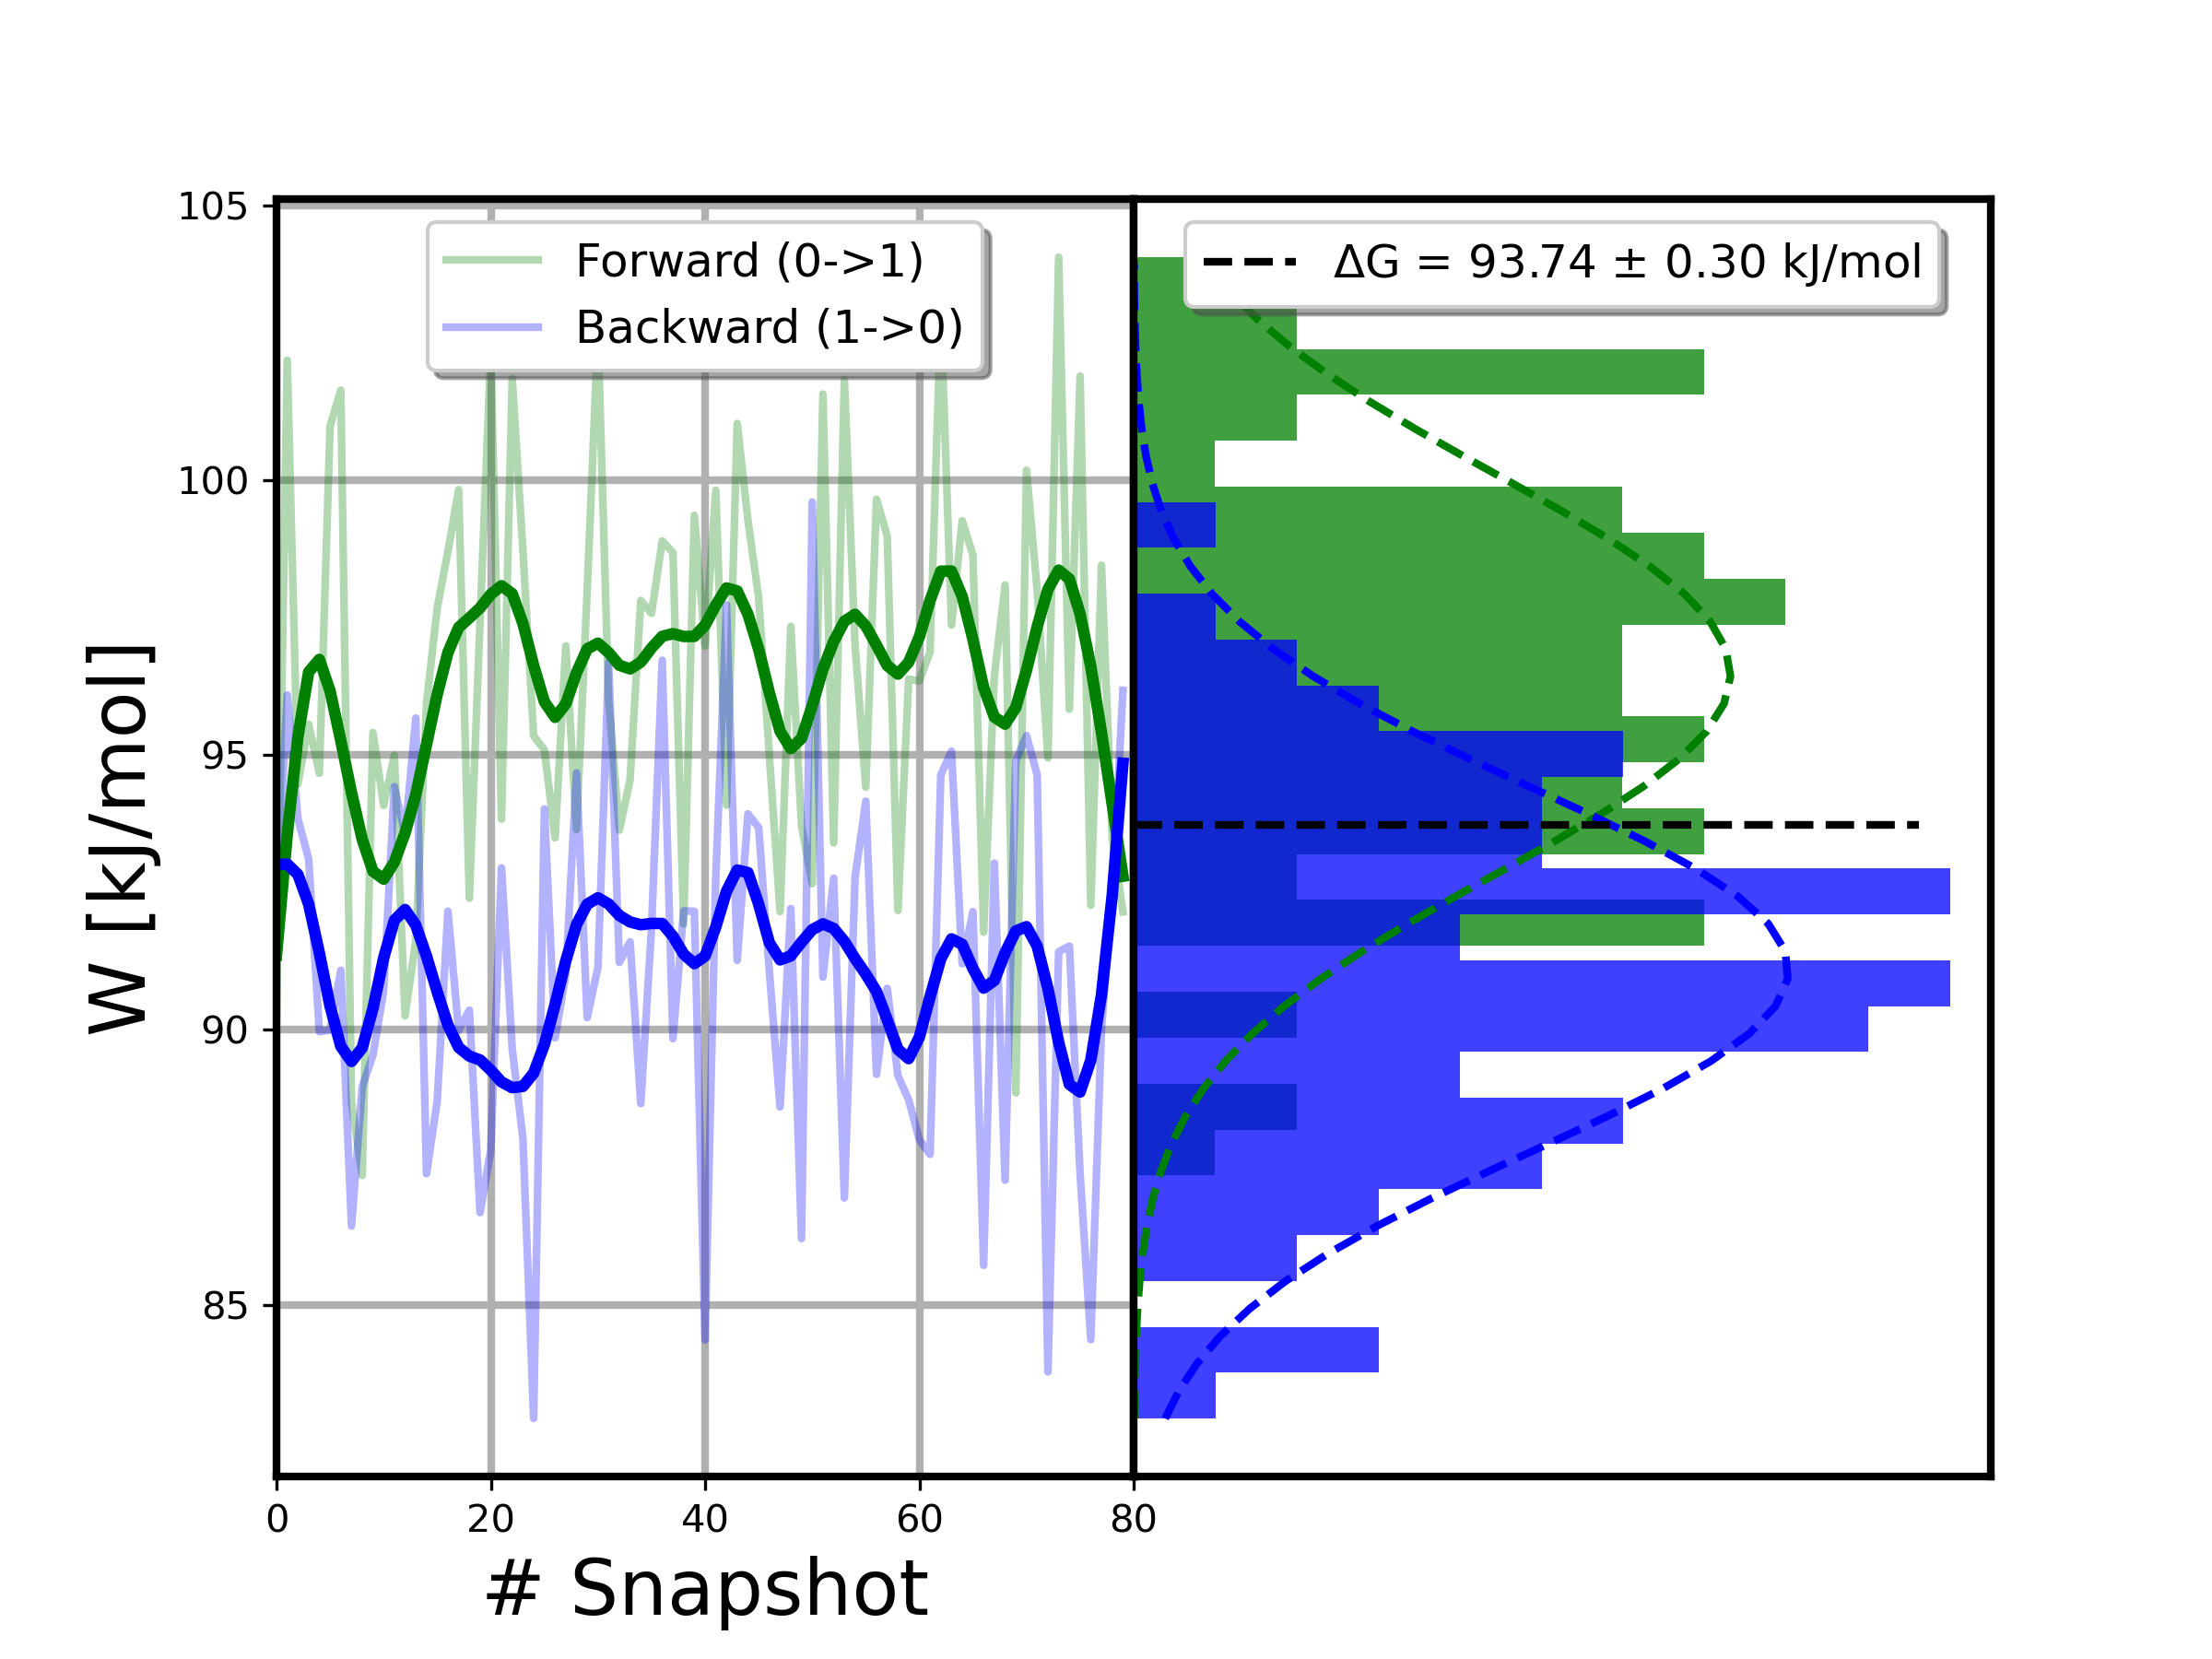 105
100
95
90
85
W [kJ/mol]
Forward (0->1)
Backward (1->0)
ΔG = 93.74 ± 0.30 kJ/mol
0
20
40
60
80
# Snapshot